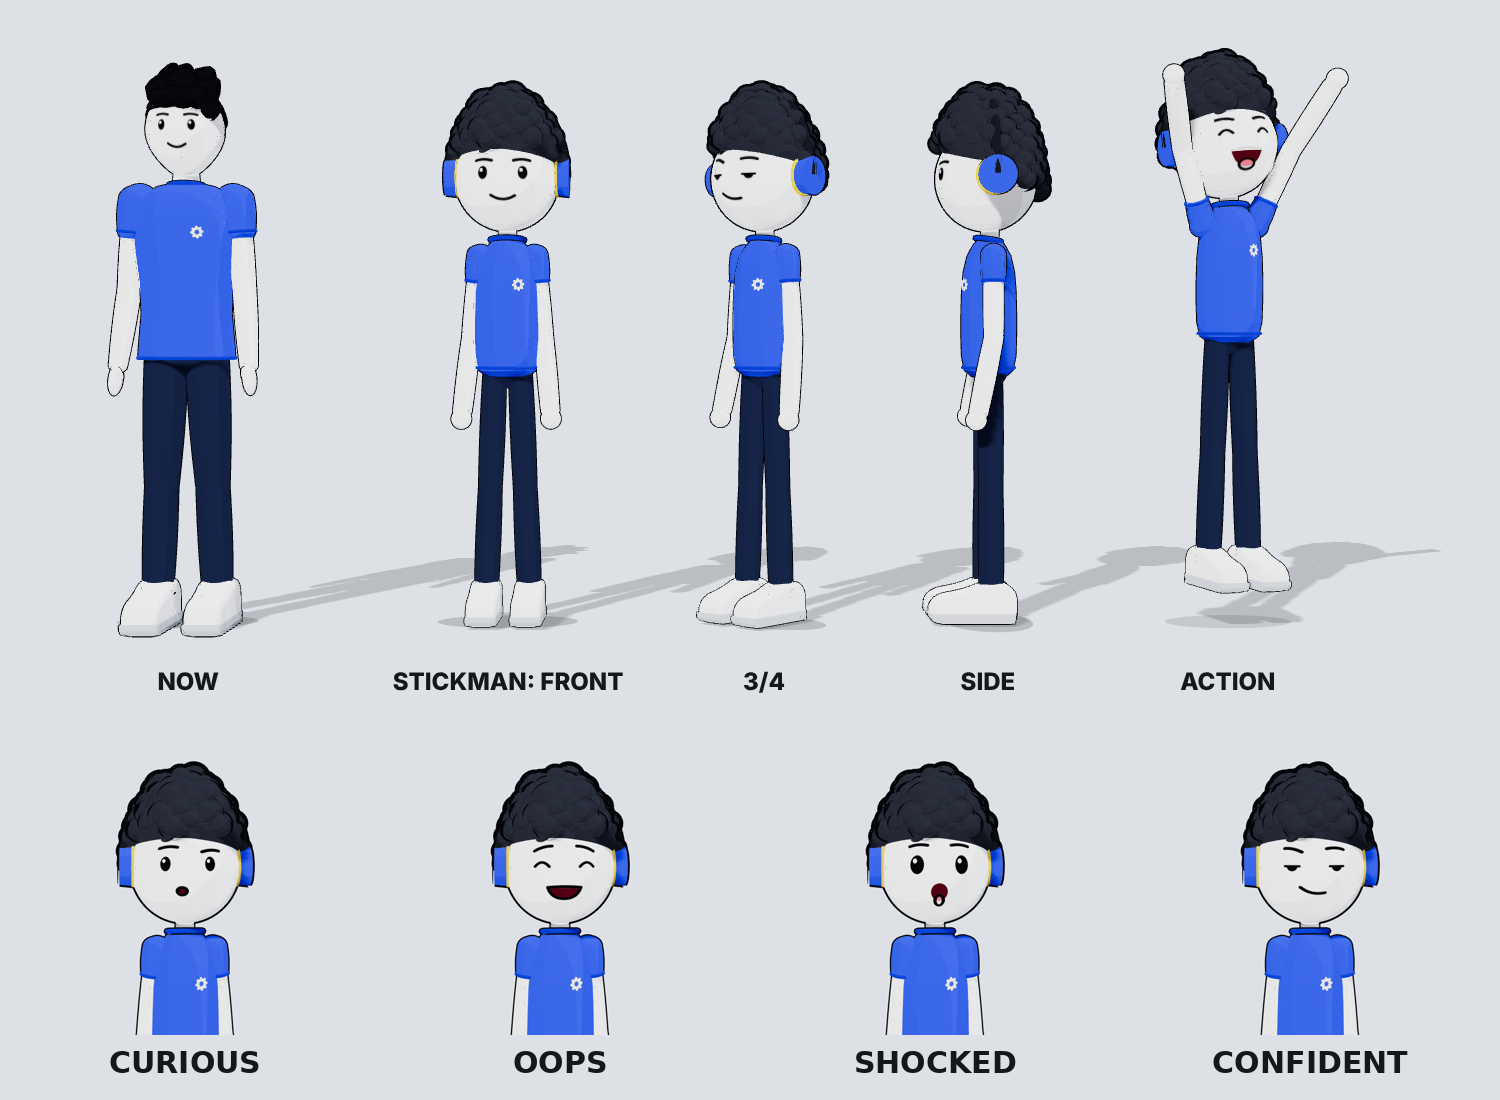 NOW
STICKMAN: FRONT
3/4
SIDE
ACTION
CURIOUS
OOPS
SHOCKED
CONFIDENT